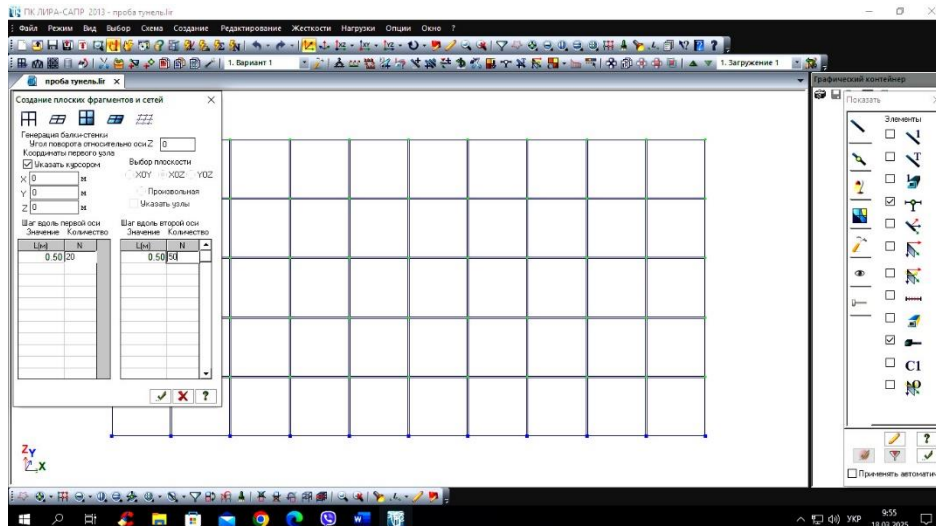 ПК ЛИРА-САПР 2013 - проба тунель.lir
Файл Режим Вид Выбор Схема Создание Редактирование Жесткости Нагрузки Опции Окно ?
1. Вариант 1
1. Загружение 1
проба тунель.lir X
Графический контейнер
Создание плоских фрагментов и сетей
Генерация балки-стенки
Угол поворота относительно оси Z 0
Координаты первого узла
Указать курсором
X 0 м
Y 0 м
Z 0 м
Выбор плоскости
XOY XOZ YOZ
Произвольная
Указать узлы
Шаг вдоль первой оси
Значение Количество
L(м) N
0.50 20
Шаг вдоль второй оси
Значение Количество
L(м) N
0.50 50
?
Показать
Элементы
1
T
C1
?
Применять автоматич
Z
Y
X
УКР
9:55
18.03.2025